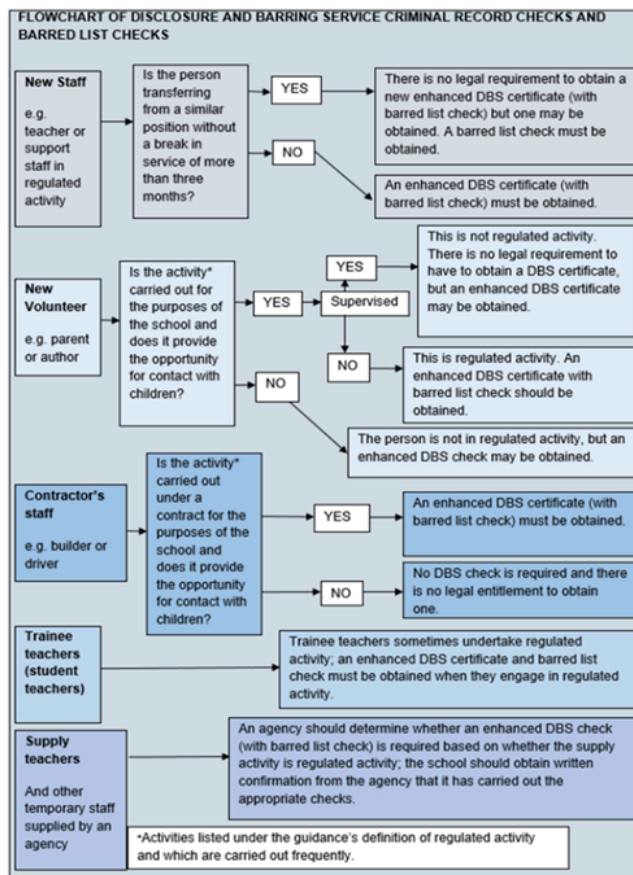 FLOWCHART OF DISCLOSURE AND BARRING SERVICE CRIMINAL RECORD CHECKS AND
BARRED LIST CHECKS
New Staff
e.g.
teacher or
support
staff in
regulated
activity
Is the person
transferring
from a similar
position without
a break in
service of more
than three
months?
YES
There is no legal requirement to obtain a
new enhanced DBS certificate (with
barred list check) but one may be
obtained. A barred list check must be
obtained.
NO
An enhanced DBS certificate (with
barred list check) must be obtained.
New
Volunteer
e.g. parent
or author
Is the activity*
carried out for
the purposes of
the school and
does it provide
the opportunity
for contact with
children?
YES
Supervised
YES
This is not regulated activity.
There is no legal requirement to
have to obtain a DBS certificate,
but an enhanced DBS certificate
may be obtained.
NO
This is regulated activity. An
enhanced DBS certificate with
barred list check should be
obtained.
NO
The person is not in regulated activity, but an
enhanced DBS check may be obtained.
Contractor's
staff
e.g. builder or
driver
Is the activity*
carried out
under a
contract for the
purposes of the
school and
does it provide
the opportunity
for contact with
children?
YES
An enhanced DBS certificate (with
barred list check) must be obtained.
NO
No DBS check is required and there
is no legal entitlement to obtain
one.
Trainee
teachers
(student
teachers)
Trainee teachers sometimes undertake regulated
activity; an enhanced DBS certificate and barred list
check must be obtained when they engage in regulated
activity.
Supply
teachers
And other
temporary staff
supplied by an
agency
An agency should determine whether an enhanced DBS check
(with barred list check) is required based on whether the supply
activity is regulated activity; the school should obtain written
confirmation from the agency that it has carried out the
appropriate checks.
*Activities listed under the guidance's definition of regulated activity
and which are carried out frequently.